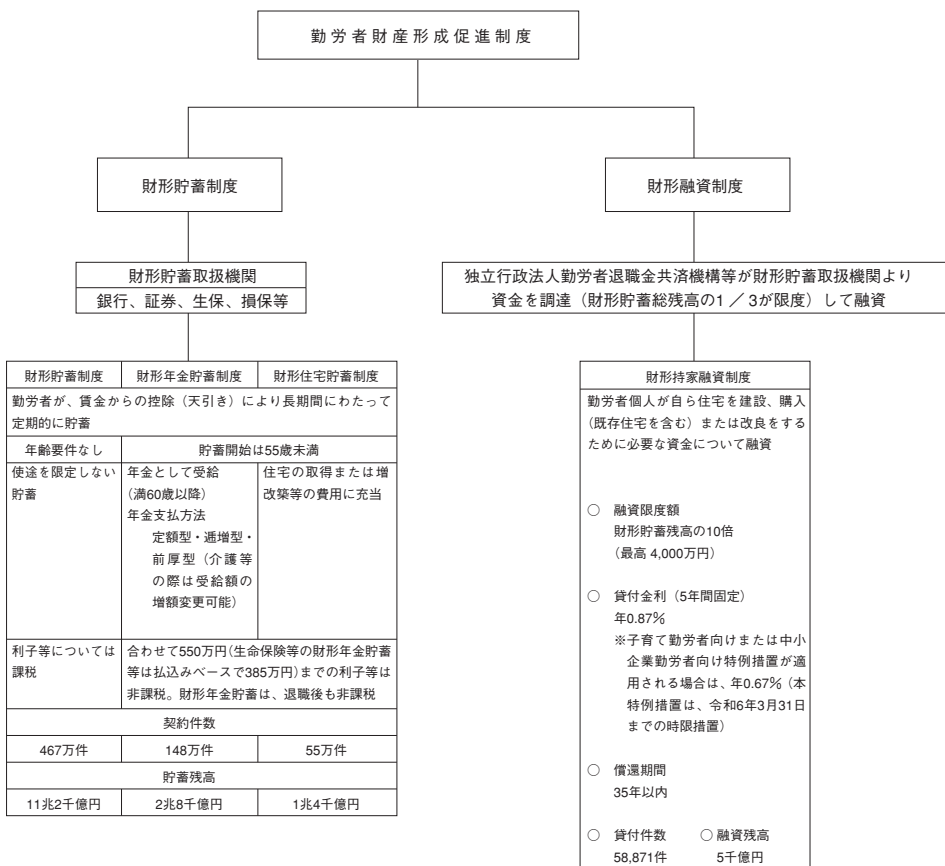 勤労者財産形成促進制度
財形貯蓄制度
財形貯蓄取扱機関
銀行、証券、生保、損保等
財形貯蓄制度 財形年金貯蓄制度 財形住宅貯蓄制度
勤労者が、賃金からの控除（天引き）により長期間にわたって
定期的に貯蓄
年齢要件なし 貯蓄開始は55歳未満
使途を限定しない
貯蓄
年金として受給
(満60歳以降)
年金支払方法
定額型・逓増型・
前厚型（介護等
の際は受給額の
増額変更可能）
住宅の取得または増
改築等の費用に充当
利子等については
課税
合わせて550万円(生命保険等の財形年金貯蓄
等は払込みベースで385万円)までの利子等は
非課税。財形年金貯蓄は、退職後も非課税
契約件数
467万件 148万件 55万件
貯蓄残高
11兆2千億円 2兆8千億円 1兆4千億円
財形融資制度
独立行政法人勤労者退職金共済機構等が財形貯蓄取扱機関より
資金を調達（財形貯蓄総残高の1／3が限度）して融資
財形持家融資制度
勤労者個人が自ら住宅を建設、購入
（既存住宅を含む）または改良をする
ために必要な資金について融資
○ 融資限度額
財形貯蓄残高の10倍
（最高 4,000万円）
○ 貸付金利（5年間固定）
年0.87%
※子育て勤労者向けまたは中小
企業勤労者向け特例措置が適
用される場合は、年0.67%（本
特例措置は、令和6年3月31日
までの時限措置）
○ 償還期間
35年以内
○ 貸付件数 ○ 融資残高
58,871件 5千億円